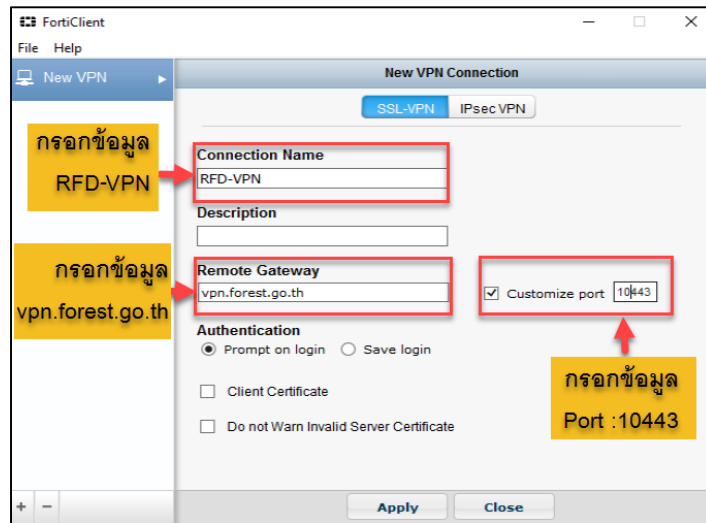 FortiClient
File Help
New VPN
New VPN Connection
SSL-VPN IPsec VPN
กรอกข้อมูล
RFD-VPN
Connection Name
RFD-VPN
Description
กรอกข้อมูล
vpn.forest.go.th
Remote Gateway
vpn.forest.go.th
Customize port 10443
Authentication
Prompt on login Save login
Client Certificate
Do not Warn Invalid Server Certificate
กรอกข้อมูล
Port :10443
Apply Close